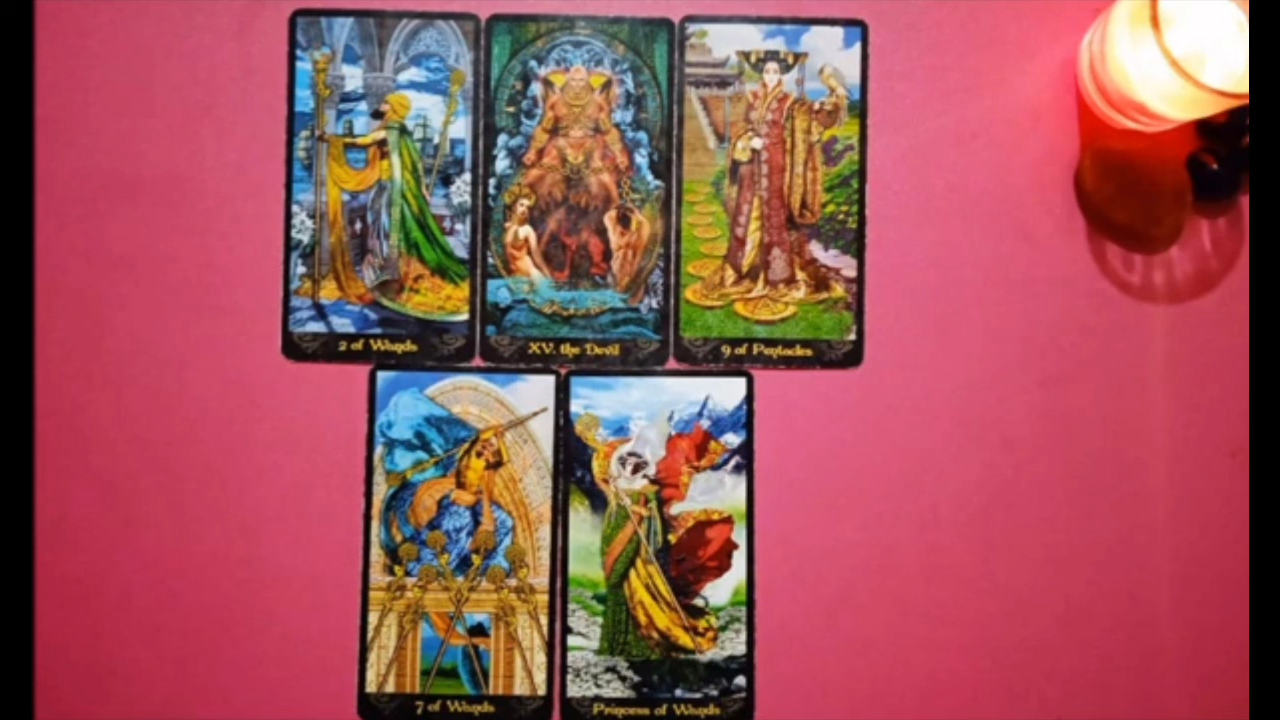 2 of Wands
XV. the Devil
9 of Pentacles
7 of Wands
Princess of Wands